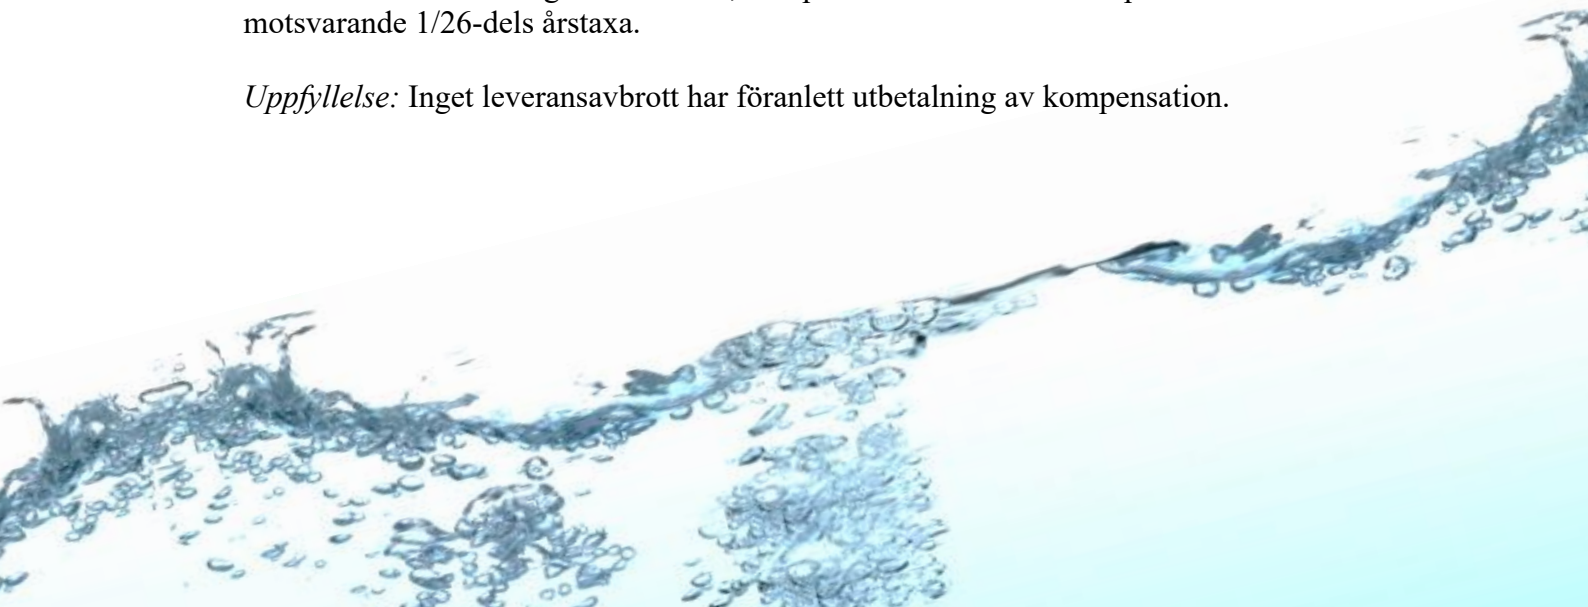 motsvarande 1/26-dels årstaxa.
Uppfyllelse: Inget leveransavbrott har föranlett utbetalning av kompensation.